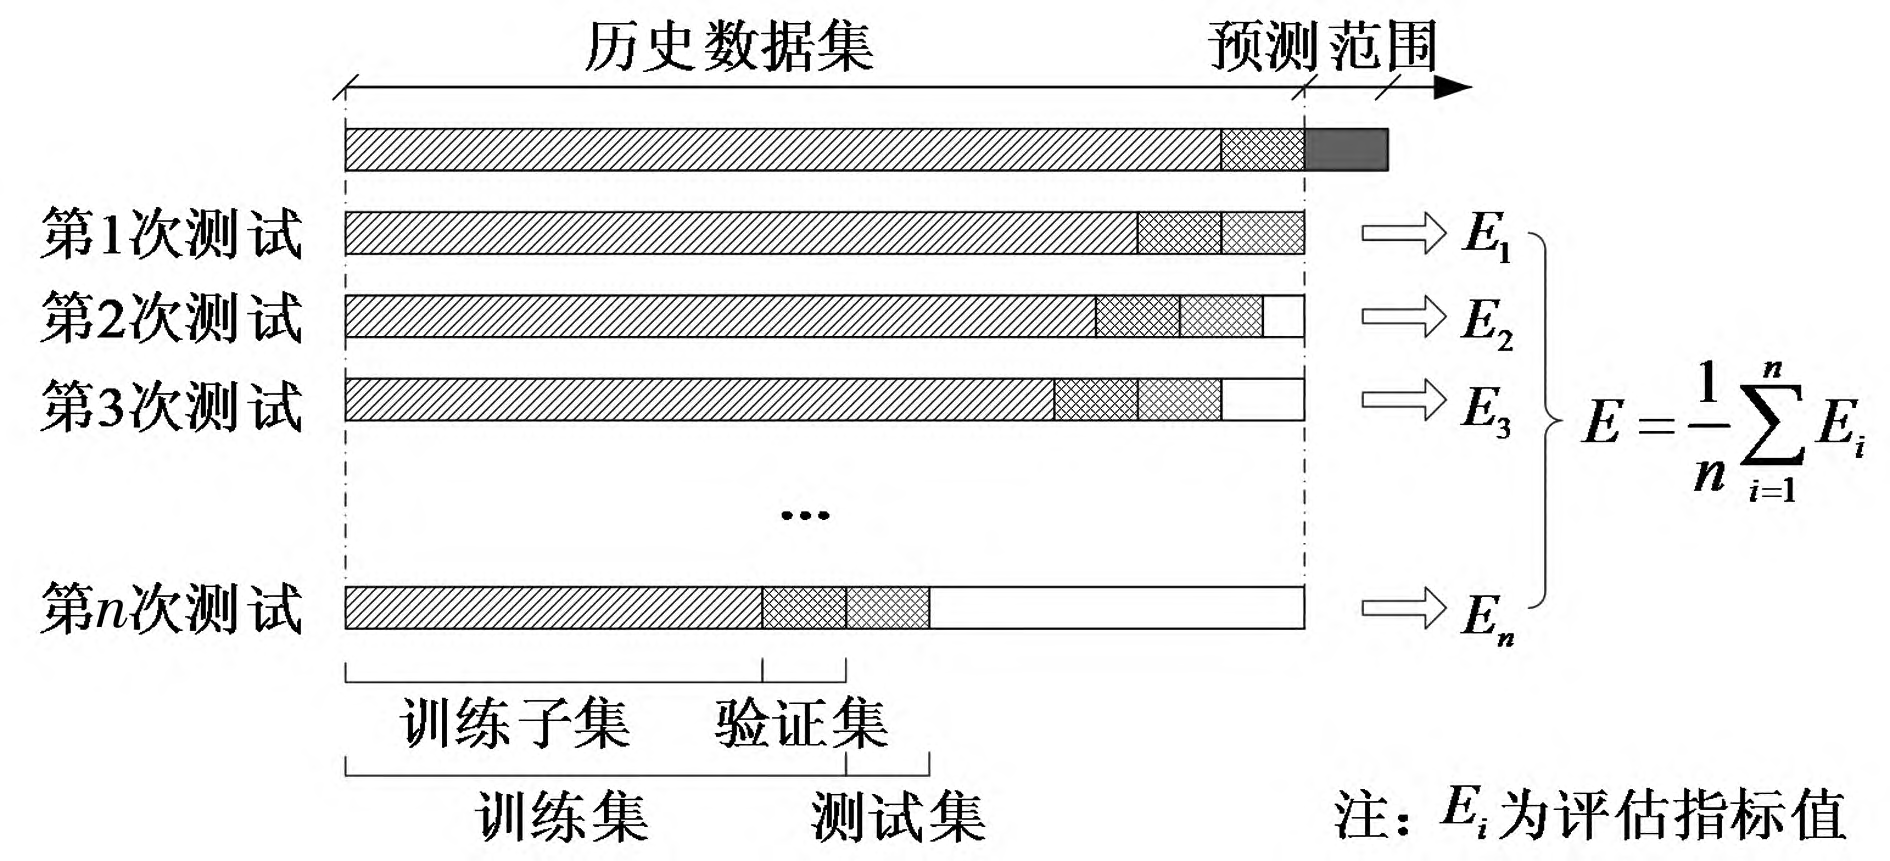 历史数据集 预测范围
第1次测试 E₁
第2次测试 E₂
第3次测试 E₃
E = 1/n ∑ᵢ₌₁ⁿ Eᵢ
...
第n次测试 Eₙ
训练子集 验证集
训练集 测试集
注：Eᵢ为评估指标值